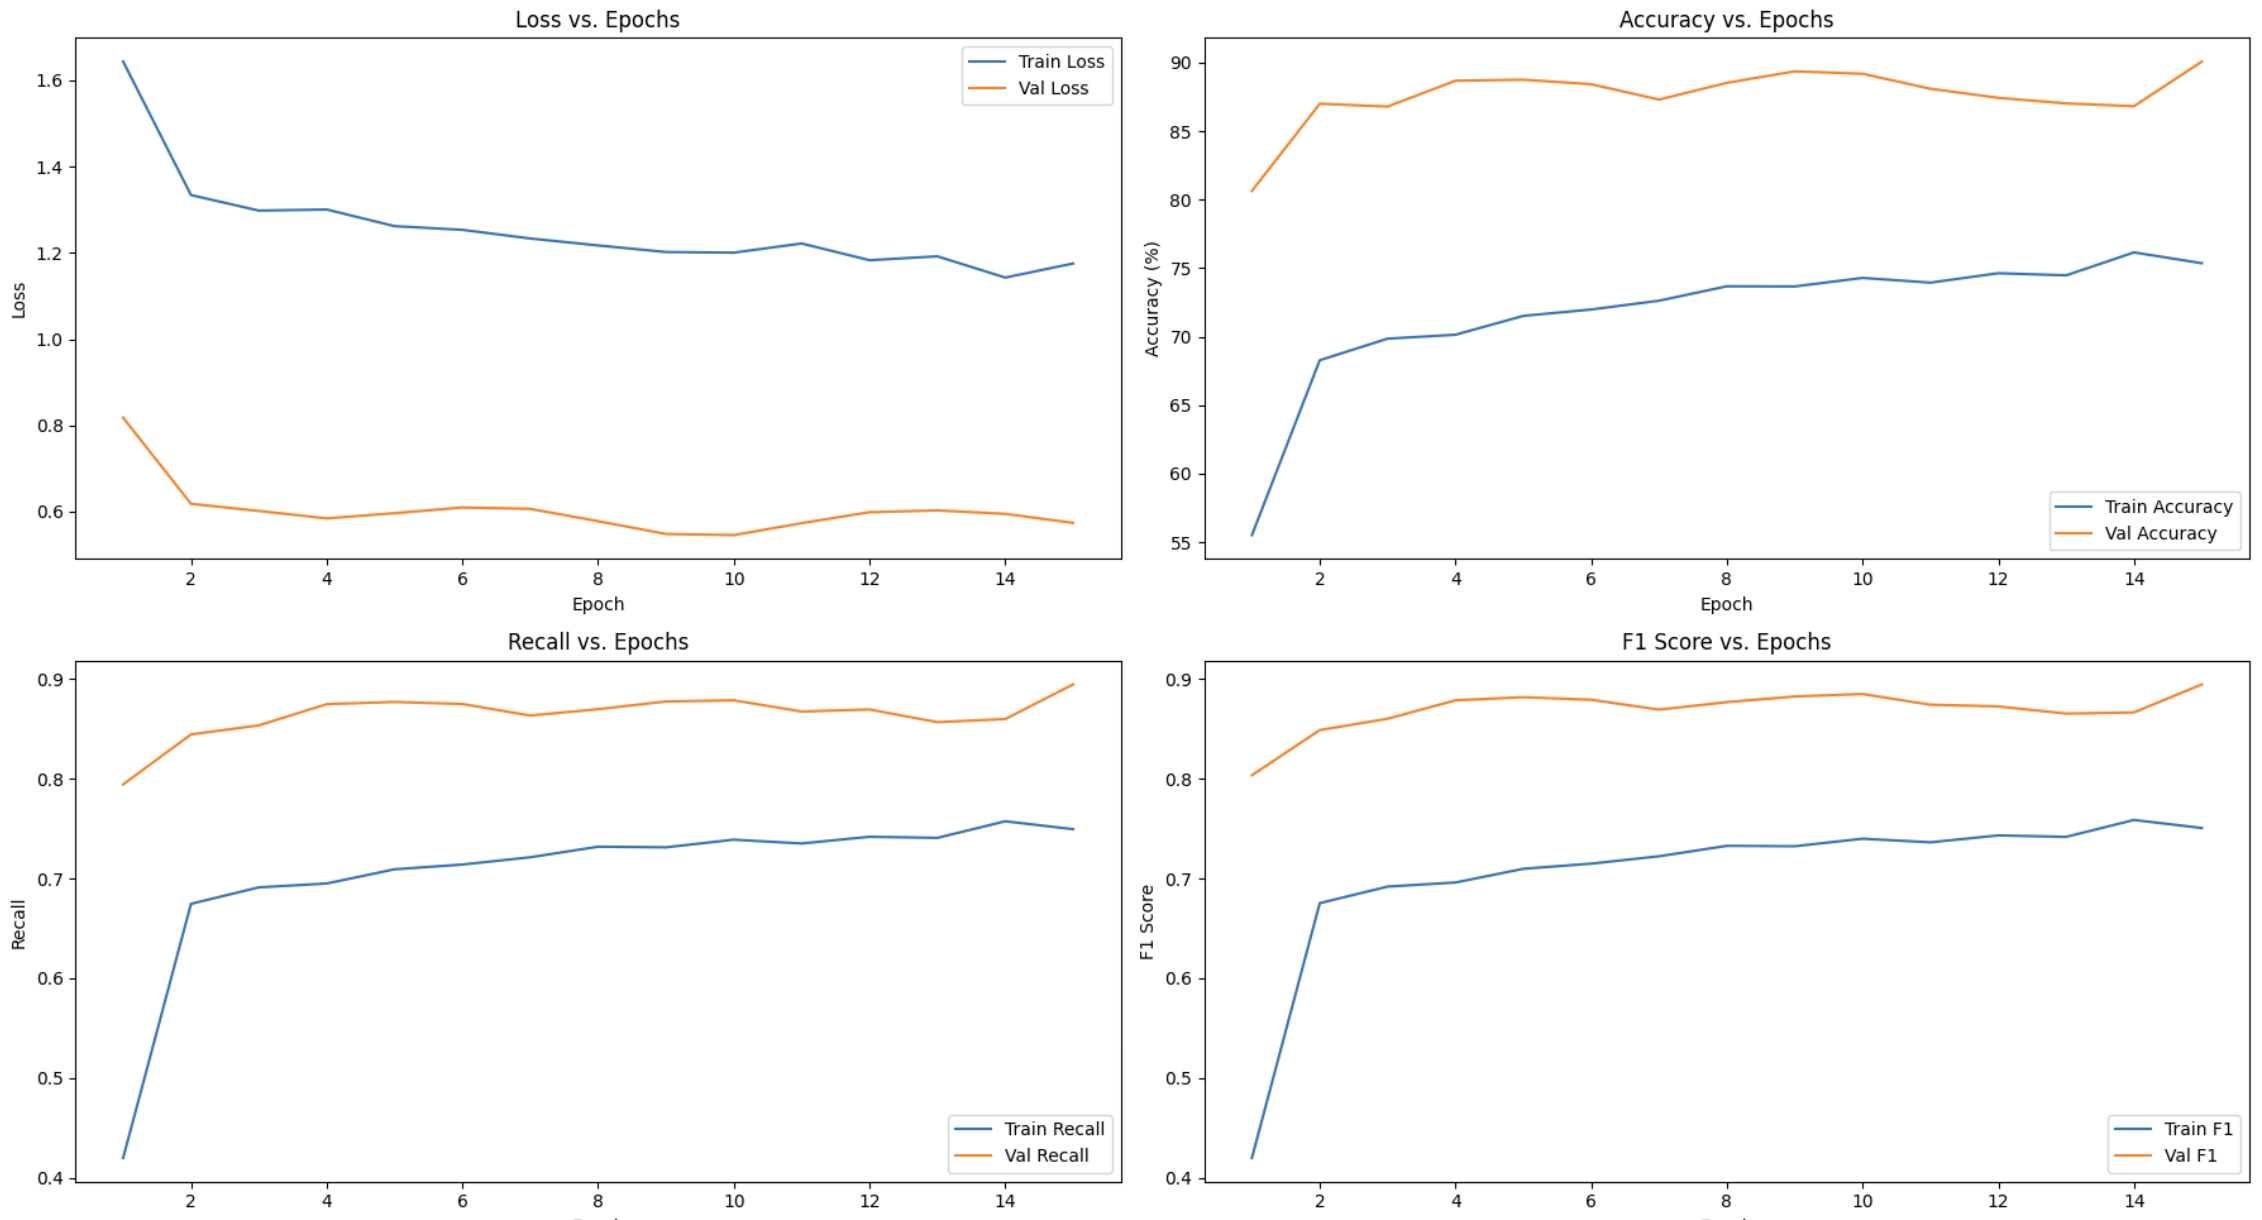 Loss vs. Epochs
Train Loss
Val Loss
1.6
1.4
1.2
1.0
0.8
0.6
Loss
2 4 6 8 10 12 14
Epoch
Accuracy vs. Epochs
90
85
80
75
70
65
60
55
Accuracy (%)
Train Accuracy
Val Accuracy
2 4 6 8 10 12 14
Epoch
Recall vs. Epochs
0.9
0.8
0.7
0.6
0.5
0.4
Recall
Train Recall
Val Recall
2 4 6 8 10 12 14
F1 Score vs. Epochs
0.9
0.8
0.7
0.6
0.5
0.4
F1 Score
Train F1
Val F1
2 4 6 8 10 12 14